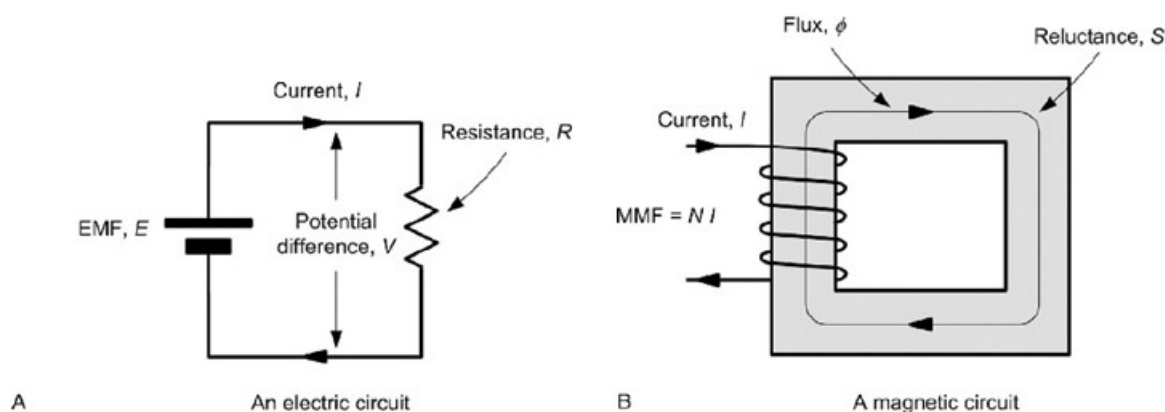 Current, I
Resistance, R
EMF, E
Potential
difference, V
A
An electric circuit
Flux, ϕ
Reluctance, S
Current, I
MMF = N I
B
A magnetic circuit